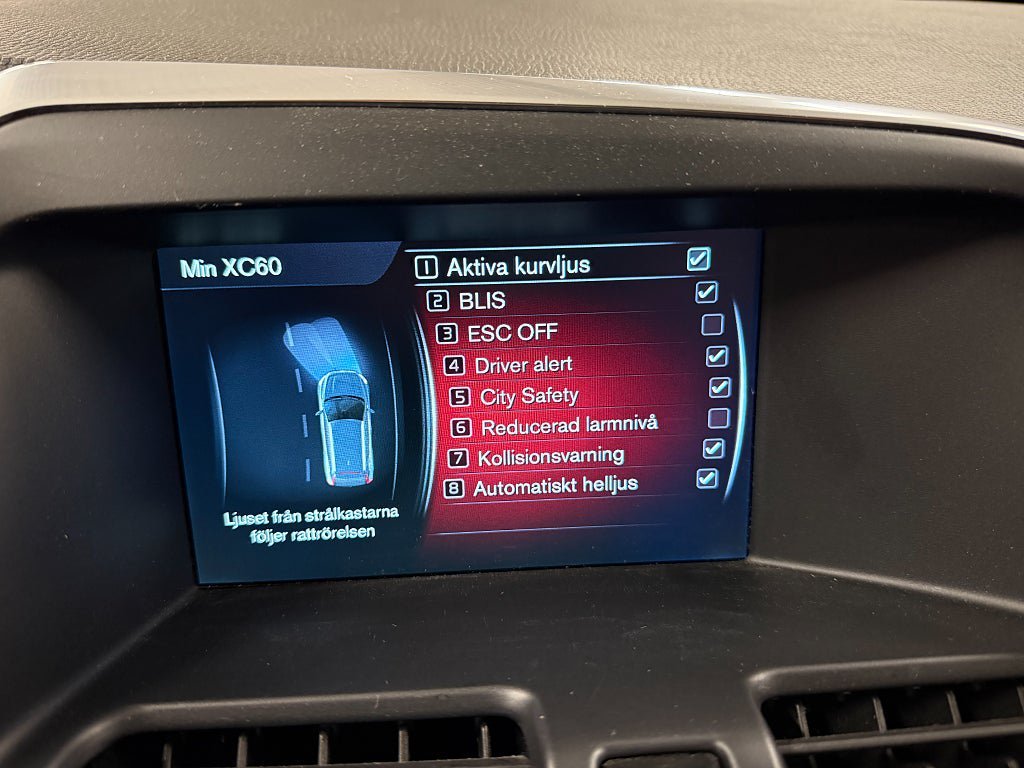 Min XC60
1 Aktiva kurvljus
2 BLIS
3 ESC OFF
4 Driver alert
5 City Safety
6 Reducerad larmnivå
7 Kollisionsvarning
8 Automatiskt helljus
Ljuset från strålkastarna
följer rattrörelsen